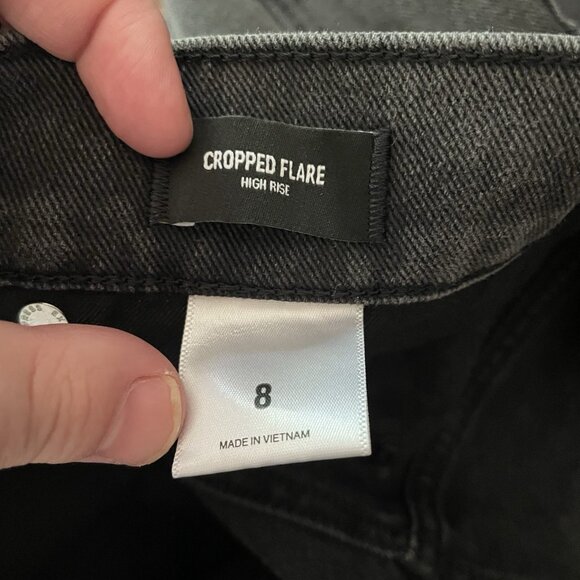 CROPPED FLARE
HIGH RISE
8
MADE IN VIETNAM